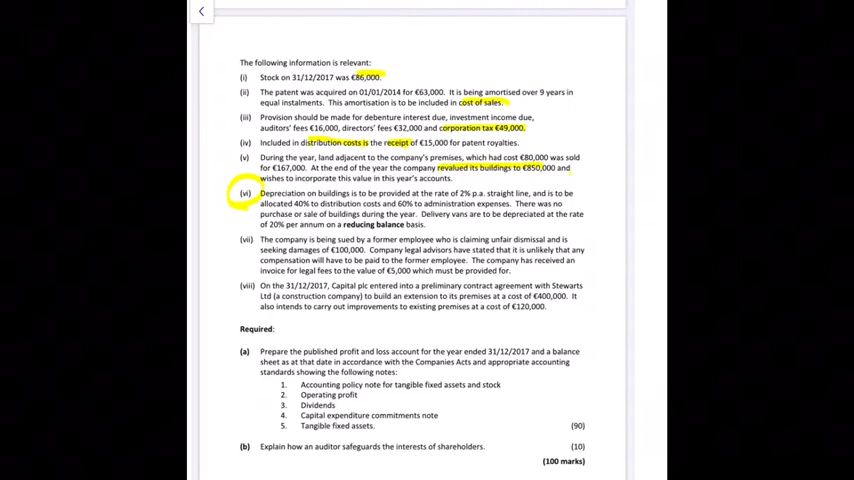 The following information is relevant:
(i) Stock on 31/12/2017 was €86,000.
(ii) The patent was acquired on 01/01/2014 for €63,000. It is being amortised over 9 years in
equal instalments. This amortisation is to be included in cost of sales.
(iii) Provision should be made for debenture interest due, investment income due,
auditors' fees €16,000, directors' fees €32,000 and corporation tax €49,000.
(iv) Included in distribution costs is the receipt of €15,000 for patent royalties.
(v) During the year, land adjacent to the company's premises, which had cost €80,000 was sold
for €167,000. At the end of the year the company revalued its buildings to €850,000 and
wishes to incorporate this value in this year's accounts.
(vi) Depreciation on buildings is to be provided at the rate of 2% p.a. straight line, and is to be
allocated 40% to distribution costs and 60% to administration expenses. There was no
purchase or sale of buildings during the year. Delivery vans are to be depreciated at the rate
of 20% per annum on a reducing balance basis.
(vii) The company is being sued by a former employee who is claiming unfair dismissal and is
seeking damages of €100,000. Company legal advisors have stated that it is unlikely that any
compensation will have to be paid to the former employee. The company has received an
invoice for legal fees to the value of €5,000 which must be provided for.
(viii) On the 31/12/2017, Capital plc entered into a preliminary contract agreement with Stewarts
Ltd (a construction company) to build an extension to its premises at a cost of €400,000. It
also intends to carry out improvements to existing premises at a cost of €120,000.
Required:
(a) Prepare the published profit and loss account for the year ended 31/12/2017 and a balance
sheet as at that date in accordance with the Companies Acts and appropriate accounting
standards showing the following notes:
1. Accounting policy note for tangible fixed assets and stock
2. Operating profit
3. Dividends
4. Capital expenditure commitments note
5. Tangible fixed assets. (90)
(b) Explain how an auditor safeguards the interests of shareholders. (10)
(100 marks)